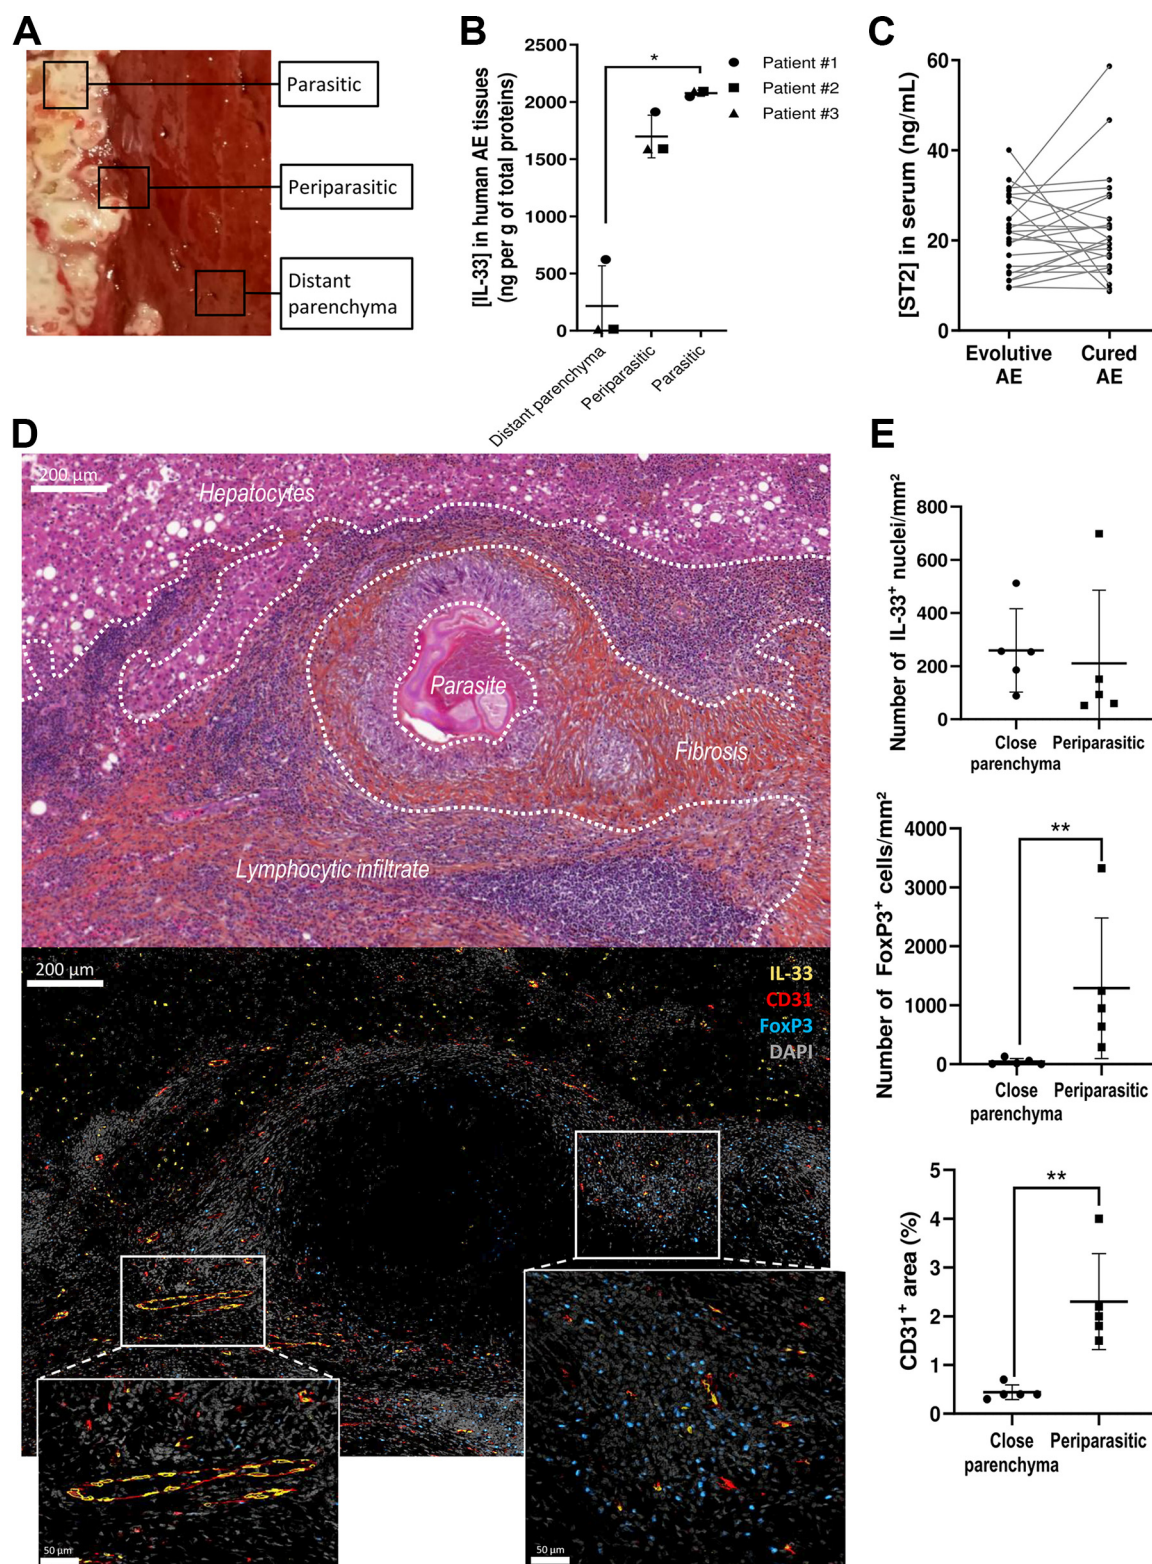 A
Parasitic
Periparasitic
Distant
parenchyma
B
[IL-33] in human AE tissues
(ng per g of total proteins)
2500
2000
1500
1000
500
0
*
Patient #1
Patient #2
Patient #3
Distant parenchyma
Periparasitic
Parasitic
C
[ST2] in serum (ng/mL)
60
40
20
0
Evolutive
AE
Cured
AE
D
200 µm
Hepatocytes
Parasite
Fibrosis
Lymphocytic infiltrate
200 µm
IL-33
CD31
FoxP3
DAPI
50 µm
50 µm
E
Number of IL-33⁺ nuclei/mm²
800
600
400
200
0
Close
parenchyma
Periparasitic
Number of FoxP3⁺ cells/mm²
4000
3000
2000
1000
0
**
Close
parenchyma
Periparasitic
CD31⁺ area (%)
5
4
3
2
1
0
**
Close
parenchyma
Periparasitic